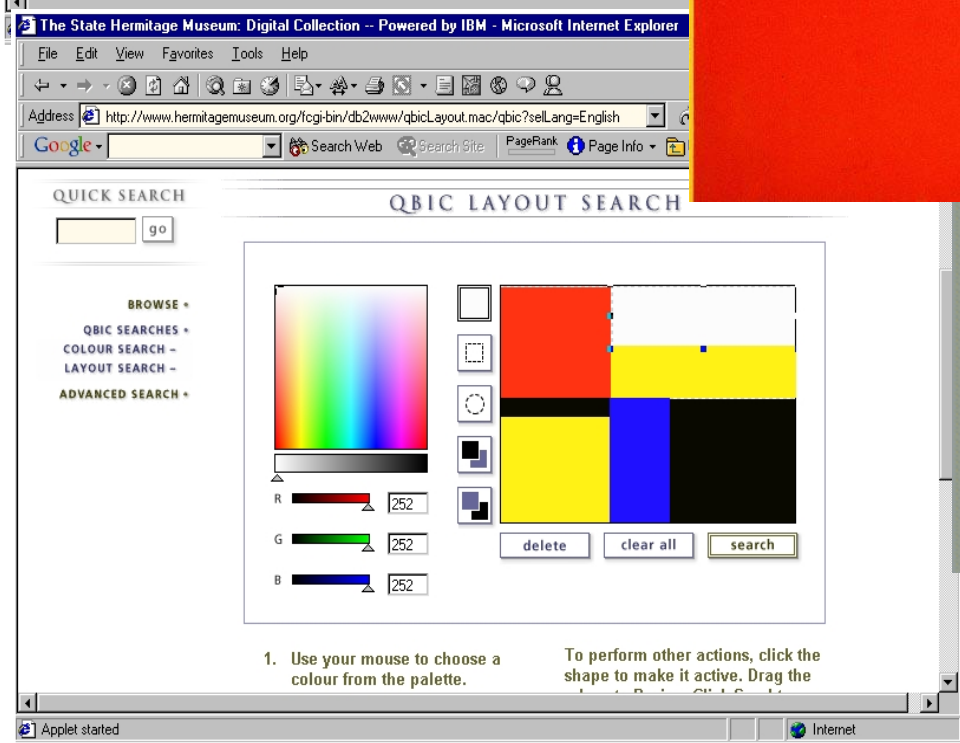 The State Hermitage Museum: Digital Collection -- Powered by IBM - Microsoft Internet Explorer
File Edit View Favorites Tools Help
Address http://www.hermitagemuseum.org/fcgi-bin/db2www/qbicLayout.mac/qbic?selLang=English
Google Search Web Search Site PageRank Page Info
QUICK SEARCH
go
BROWSE
QBIC SEARCHES
COLOUR SEARCH –
LAYOUT SEARCH –
ADVANCED SEARCH
QBIC LAYOUT SEARCH
R 252
G 252
B 252
delete clear all search
1. Use your mouse to choose a
colour from the palette.
To perform other actions, click the
shape to make it active. Drag the
Applet started Internet